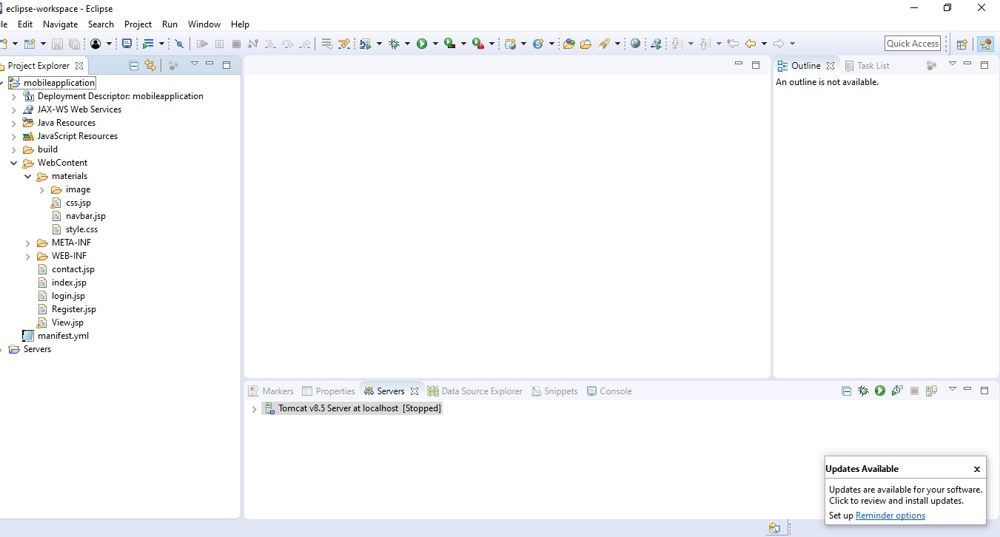 eclipse-workspace - Eclipse
Edit Navigate Search Project Run Window Help
Quick Access
Project Explorer
mobileapplication
3.1 Deployment Descriptor: mobileapplication
JAX-WS Web Services
Java Resources
JavaScript Resources
build
WebContent
materials
image
css.jsp
navbar.jsp
style.css
META-INF
WEB-INF
contact.jsp
index.jsp
login.jsp
Register.jsp
View.jsp
manifest.yml
Servers
Outline Task List
An outline is not available.
Markers Properties Servers Data Source Explorer Snippets Console
Tomcat v8.5 Server at localhost [Stopped]
Updates Available
Updates are available for your software.
Click to review and install updates.
Set up Reminder options